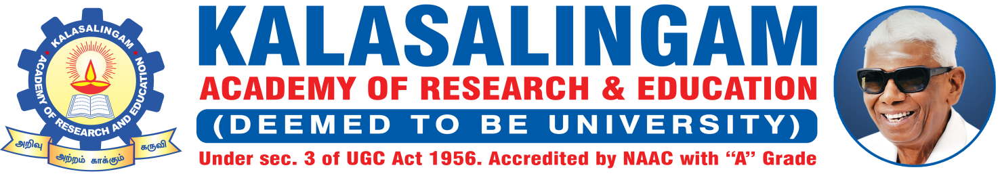 KALASALINGAM
ACADEMY OF RESEARCH AND EDUCATION
அறிவு
அற்றம் காக்கும்
கருவி
KALASALINGAM
ACADEMY OF RESEARCH & EDUCATION
(DEEMED TO BE UNIVERSITY)
Under sec. 3 of UGC Act 1956. Accredited by NAAC with “A” Grade